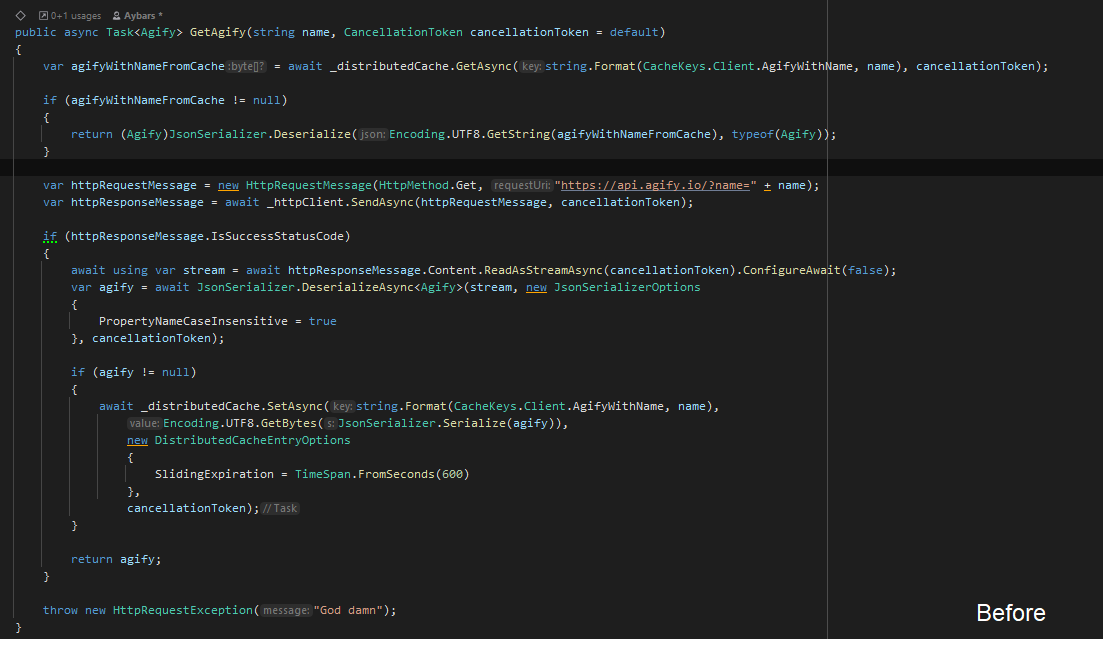 0+1 usages Aybars *
public async Task<Agify> GetAgify(string name, CancellationToken cancellationToken = default)
{
var agifyWithNameFromCache :byte[]? = await _distributedCache.GetAsync( key: string.Format(CacheKeys.Client.AgifyWithName, name), cancellationToken);
if (agifyWithNameFromCache != null)
{
return (Agify)JsonSerializer.Deserialize( json: Encoding.UTF8.GetString(agifyWithNameFromCache), typeof(Agify));
}
var httpRequestMessage = new HttpRequestMessage(HttpMethod.Get, requestUri: "https://api.agify.io/?name=" + name);
var httpResponseMessage = await _httpClient.SendAsync(httpRequestMessage, cancellationToken);
if (httpResponseMessage.IsSuccessStatusCode)
{
await using var stream = await httpResponseMessage.Content.ReadAsStreamAsync(cancellationToken).ConfigureAwait(false);
var agify = await JsonSerializer.DeserializeAsync<Agify>(stream, new JsonSerializerOptions
{
PropertyNameCaseInsensitive = true
}, cancellationToken);
if (agify != null)
{
await _distributedCache.SetAsync( key: string.Format(CacheKeys.Client.AgifyWithName, name),
value: Encoding.UTF8.GetBytes( s: JsonSerializer.Serialize(agify)),
new DistributedCacheEntryOptions
{
SlidingExpiration = TimeSpan.FromSeconds(600)
},
cancellationToken); // Task
}
return agify;
}
throw new HttpRequestException( message: "God damn");
}
Before